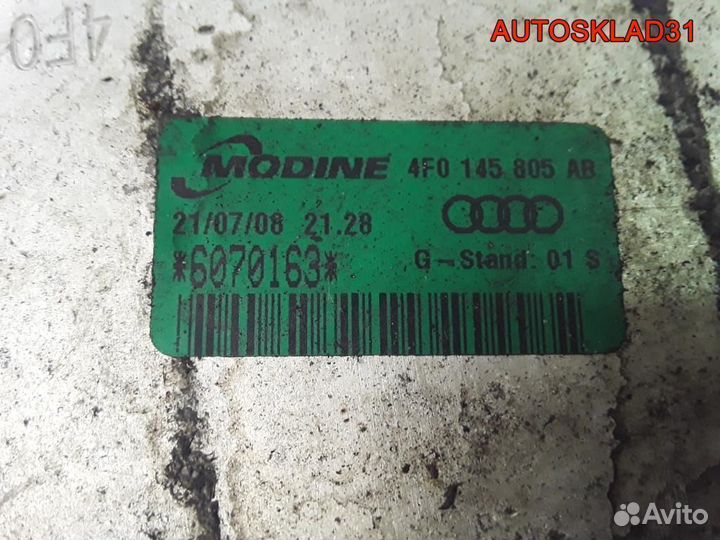 AUTOSKLAD31
4F0
MODINE 4F0 145 805 AB
21/07/08 21.28
*6070163* G-Stand: 01 S
Avito